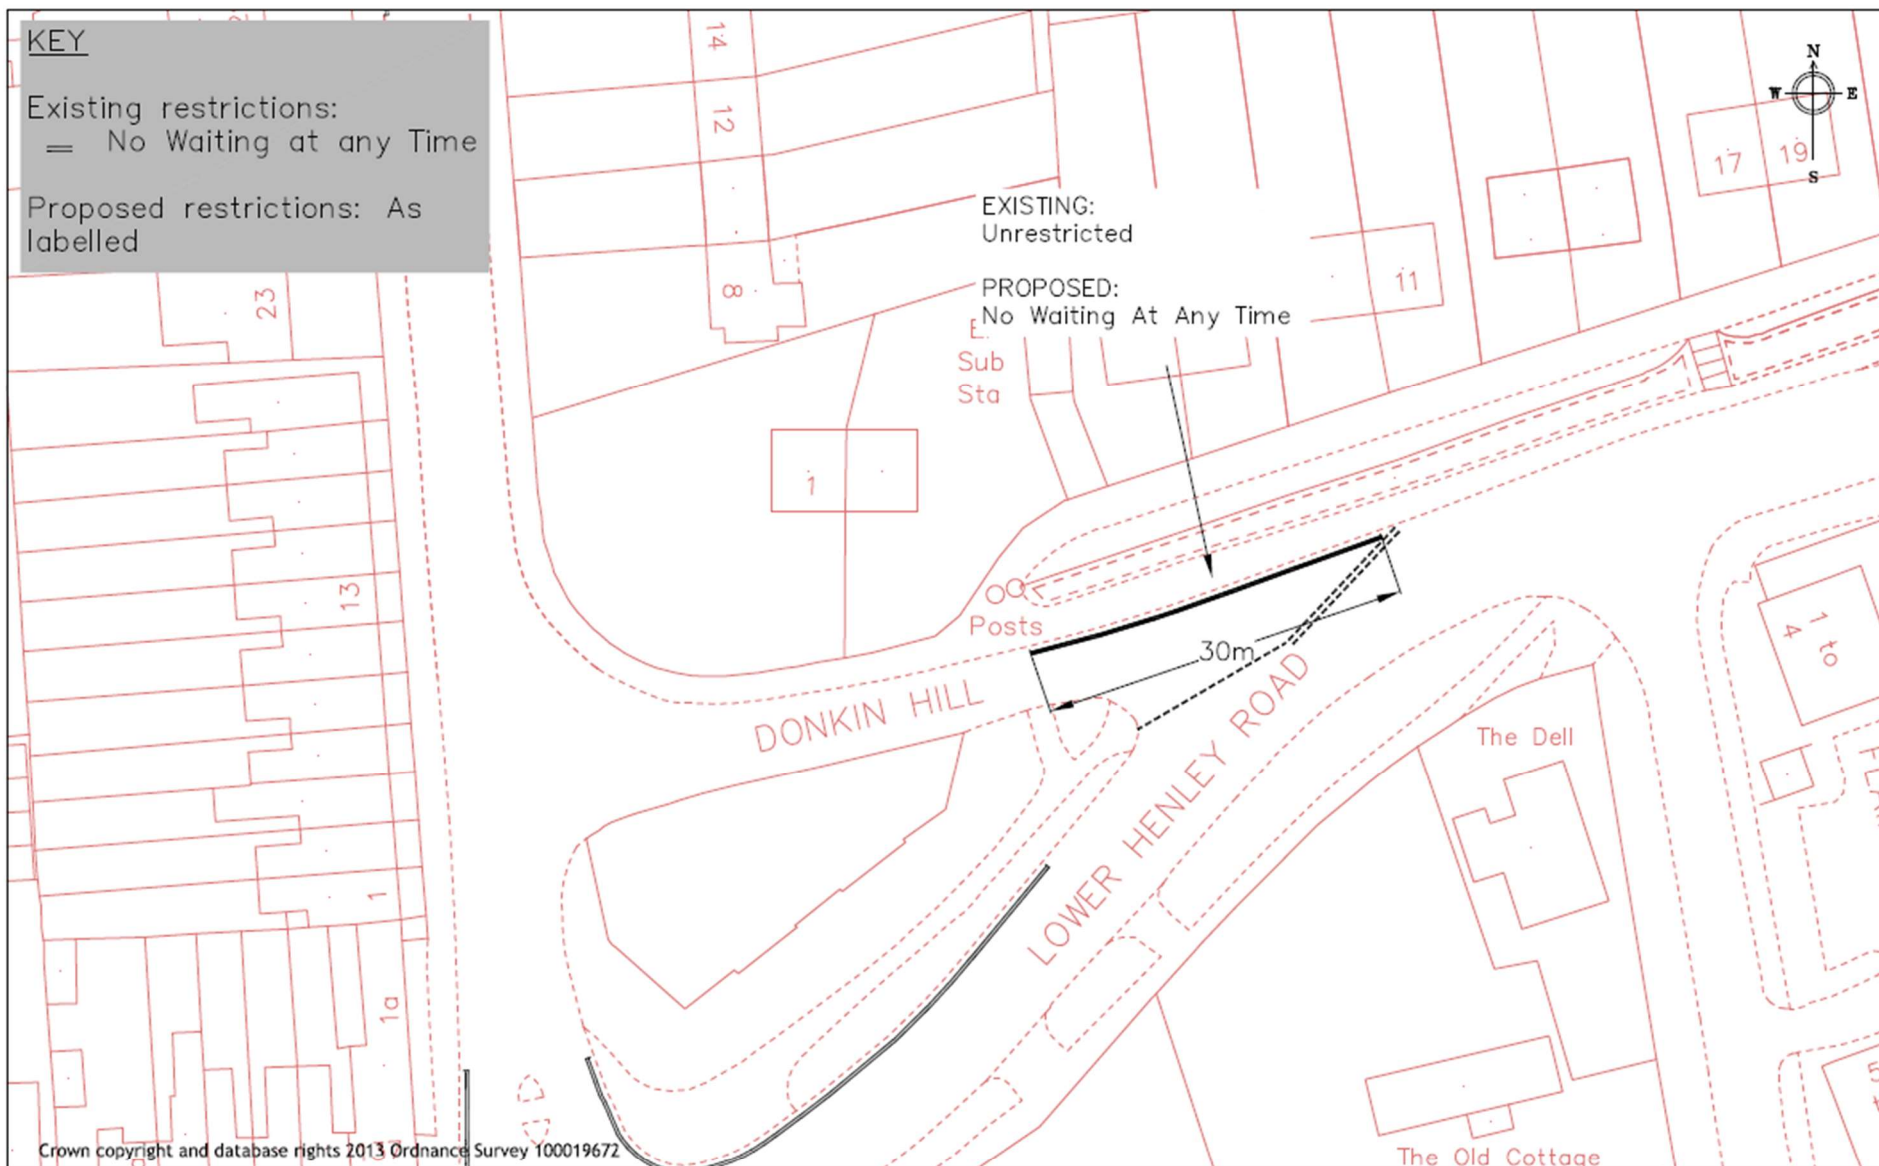 KEY
Existing restrictions:
= No Waiting at any Time
Proposed restrictions: As
labelled
N
W E
S
14
12
8
23
13
1
1a
1
EXISTING:
Unrestricted
PROPOSED:
No Waiting At Any Time
Sub
Sta
11
17 19
Posts
30m
DONKIN HILL
LOWER HENLEY ROAD
1 to
4
The Dell
The Old Cottage
Crown copyright and database rights 2013 Ordnance Survey 100019672